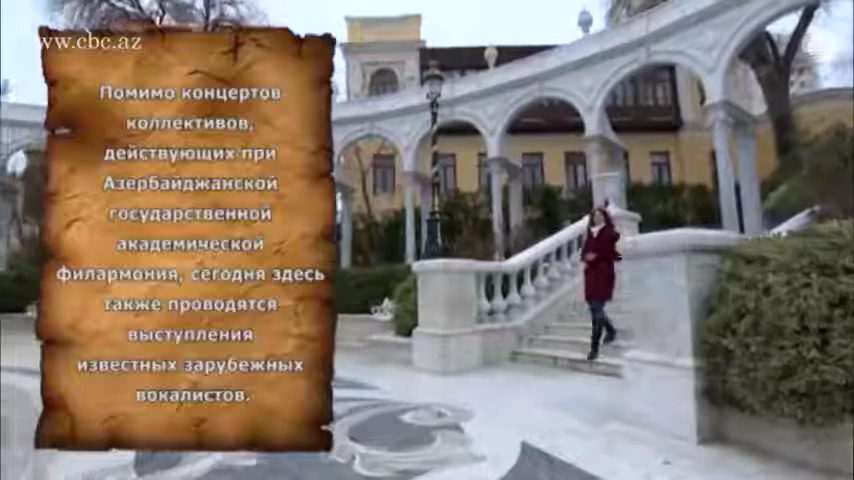 www.cbc.az
Помимо концертов
коллективов,
действующих при
Азербайджанской
государственной
академической
филармония, сегодня здесь
также проводятся
выступления
известных зарубежных
вокалистов.